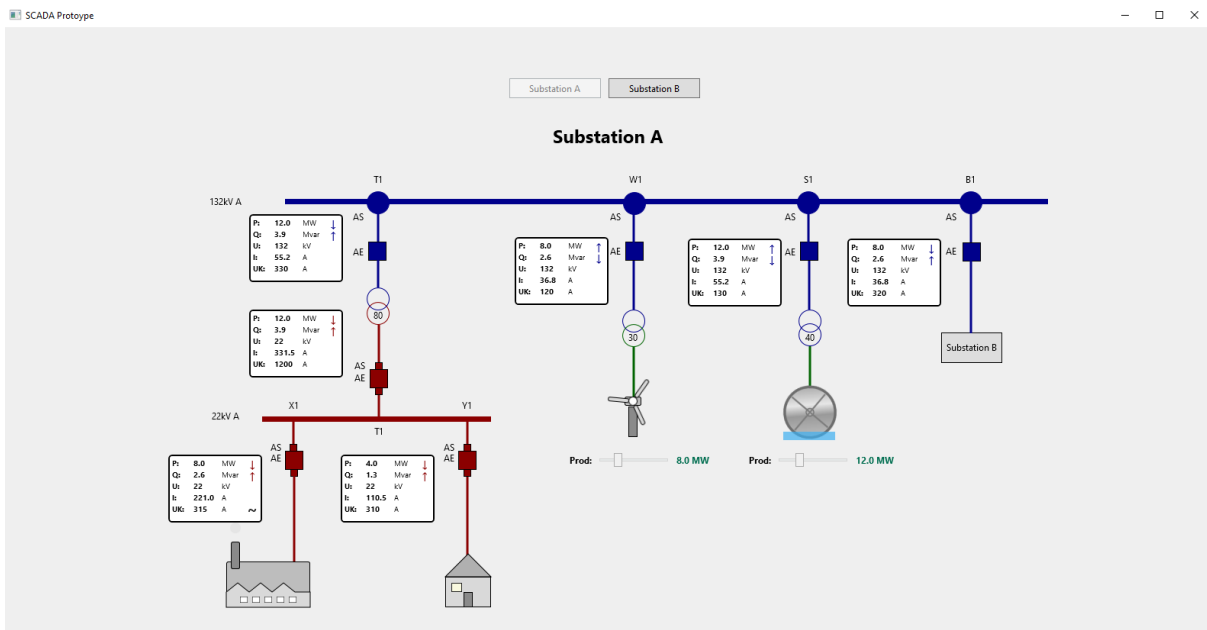 SCADA Protoype
Substation A
Substation B
Substation A
T1
W1
S1
B1
132kV A
AS
AS
AS
AS
P: 12.0 MW ↓
Q: 3.9 Mvar ↑
U: 132 kV
I: 55.2 A
UK: 330 A
AE
P: 8.0 MW ↑
Q: 2.6 Mvar ↓
U: 132 kV
I: 36.8 A
UK: 120 A
AE
P: 12.0 MW ↑
Q: 3.9 Mvar ↓
U: 132 kV
I: 55.2 A
UK: 130 A
AE
P: 8.0 MW ↓
Q: 2.6 Mvar ↑
U: 132 kV
I: 36.8 A
UK: 320 A
AE
P: 12.0 MW ↓
Q: 3.9 Mvar ↑
U: 22 kV
I: 331.5 A
UK: 1200 A
80
30
40
Substation B
AS
AE
X1
Y1
22kV A
T1
AS
AE
AS
AE
P: 8.0 MW ↓
Q: 2.6 Mvar ↑
U: 22 kV
I: 221.0 A
UK: 315 A ~
P: 4.0 MW ↓
Q: 1.3 Mvar ↑
U: 22 kV
I: 110.5 A
UK: 310 A
Prod: 8.0 MW
Prod: 12.0 MW